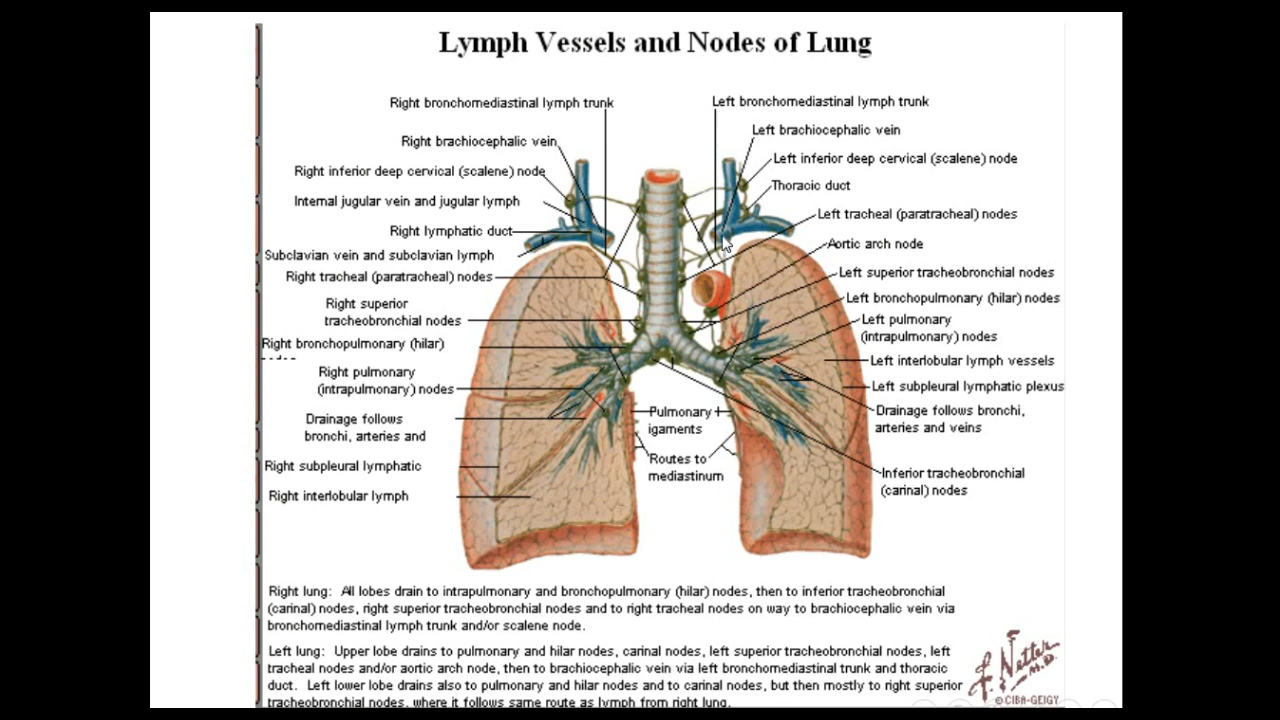 Lymph Vessels and Nodes of Lung
Right bronchomediastinal lymph trunk
Right brachiocephalic vein
Right inferior deep cervical (scalene) node
Internal jugular vein and jugular lymph
Right lymphatic duct
Subclavian vein and subclavian lymph
Right tracheal (paratracheal) nodes
Right superior
tracheobronchial nodes
Right bronchopulmonary (hilar)
Right pulmonary
(intrapulmonary) nodes
Drainage follows
bronchi, arteries and
Right subpleural lymphatic
Right interlobular lymph
Left bronchomediastinal lymph trunk
Left brachiocephalic vein
Left inferior deep cervical (scalene) node
Thoracic duct
Left tracheal (paratracheal) nodes
Aortic arch node
Left superior tracheobronchial nodes
Left bronchopulmonary (hilar) nodes
Left pulmonary
(intrapulmonary) nodes
Left interlobular lymph vessels
Left subpleural lymphatic plexus
Drainage follows bronchi,
arteries and veins
Inferior tracheobronchial
(carinal) nodes
Pulmonary
igaments
Routes to
mediastinum
Right lung: All lobes drain to intrapulmonary and bronchopulmonary (hilar) nodes, then to inferior tracheobronchial
(carinal) nodes, right superior tracheobronchial nodes and to right tracheal nodes on way to brachiocephalic vein via
bronchomediastinal lymph trunk and/or scalene node.
Left lung: Upper lobe drains to pulmonary and hilar nodes, carinal nodes, left superior tracheobronchial nodes, left
tracheal nodes and/or aortic arch node, then to brachiocephalic vein via left bronchomediastinal trunk and thoracic
duct. Left lower lobe drains also to pulmonary and hilar nodes and to carinal nodes, but then mostly to right superior
tracheobronchial nodes, where it follows same route as lymph from right lung.
F. Netter
M.D.
© CIBA-GEIGY